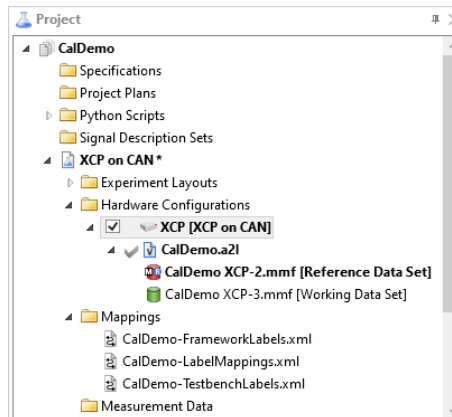 Project
CalDemo
Specifications
Project Plans
Python Scripts
Signal Description Sets
XCP on CAN *
Experiment Layouts
Hardware Configurations
XCP [XCP on CAN]
CalDemo.a2l
CalDemo XCP-2.mmf [Reference Data Set]
CalDemo XCP-3.mmf [Working Data Set]
Mappings
CalDemo-FrameworkLabels.xml
CalDemo-LabelMappings.xml
CalDemo-TestbenchLabels.xml
Measurement Data